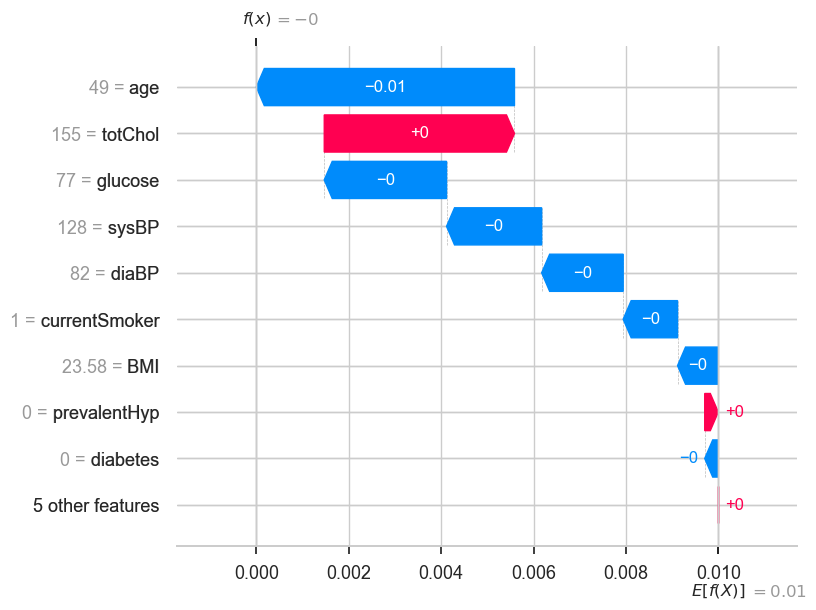 f(x) = −0
49 = age
−0.01
155 = totChol
+0
77 = glucose
−0
128 = sysBP
−0
82 = diaBP
−0
1 = currentSmoker
−0
23.58 = BMI
−0
0 = prevalentHyp
+0
0 = diabetes
−0
5 other features
+0
0.000 0.002 0.004 0.006 0.008 0.010
E[f(X)] = 0.01